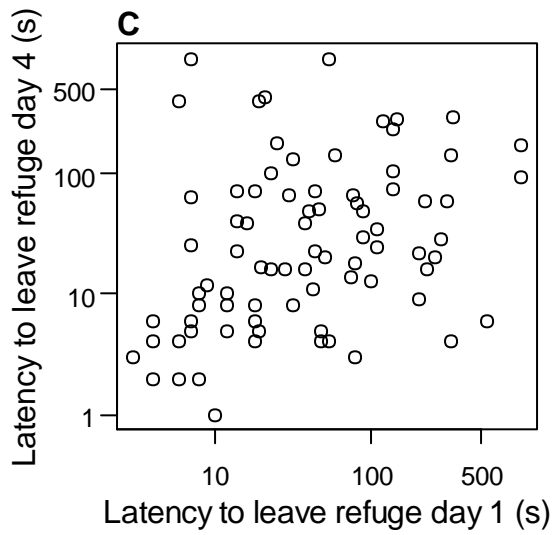 C
Latency to leave refuge day 4 (s)
500
100
10
1
10 100 500
Latency to leave refuge day 1 (s)